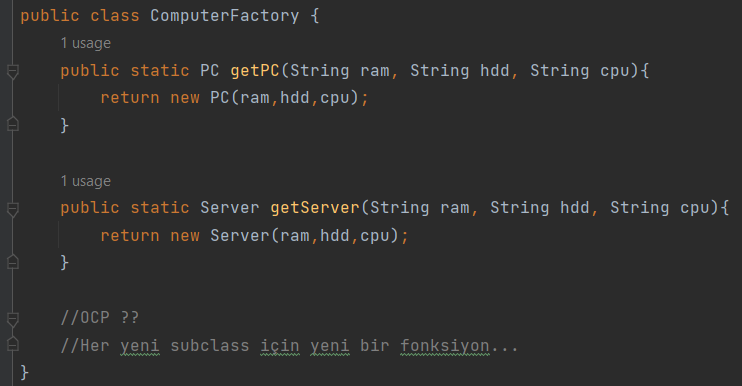 public class ComputerFactory {
1 usage
public static PC getPC(String ram, String hdd, String cpu){
return new PC(ram,hdd,cpu);
}
1 usage
public static Server getServer(String ram, String hdd, String cpu){
return new Server(ram,hdd,cpu);
}
//OCP ??
//Her yeni subclass için yeni bir fonksiyon...
}